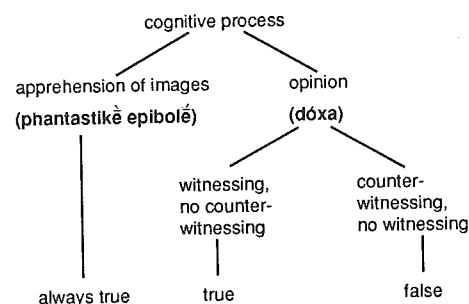 cognitive process
apprehension of images
(phantastikḕ epibolḗ)
opinion
(dóxa)
witnessing,
no counter-
witnessing
counter-
witnessing,
no witnessing
always true
true
false